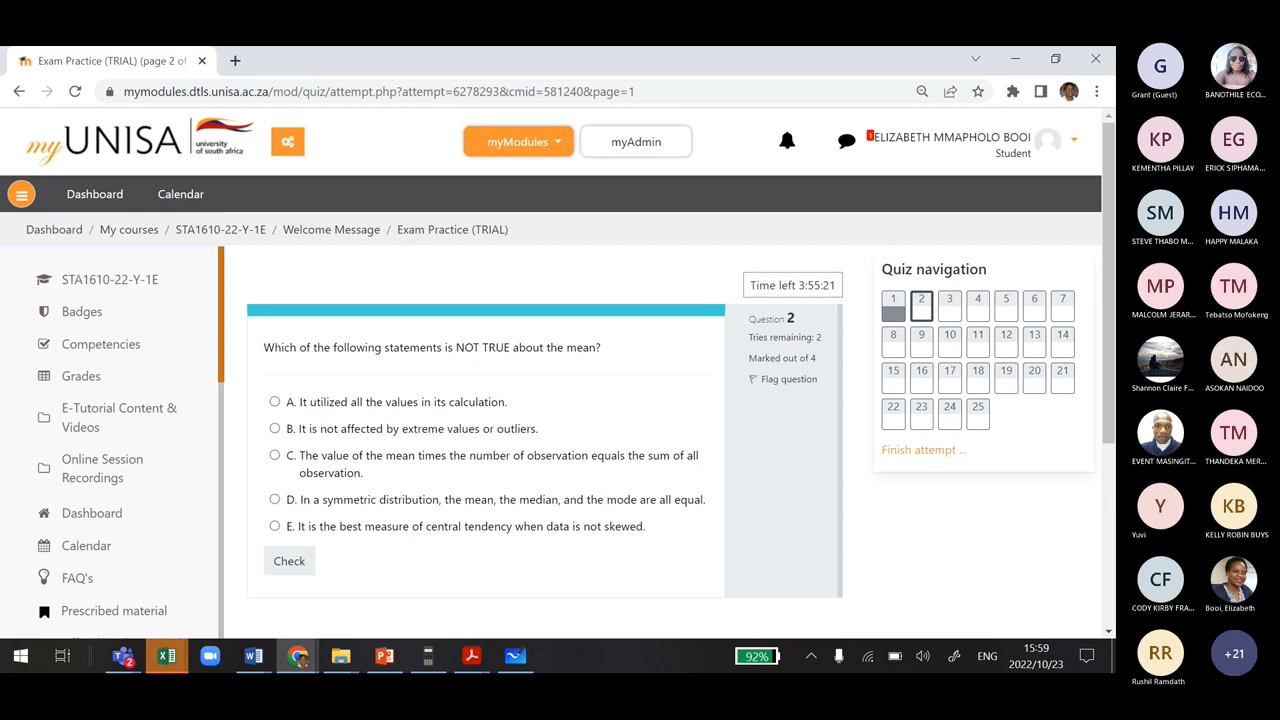 Exam Practice (TRIAL) (page 2 of
mymodules.dtls.unisa.ac.za/mod/quiz/attempt.php?attempt=6278293&cmid=581240&page=1
my UNISA
university
of south africa
myModules
myAdmin
1
ELIZABETH MMAPHOLO BOOI
Student
Dashboard
Calendar
Dashboard / My courses / STA1610-22-Y-1E / Welcome Message / Exam Practice (TRIAL)
STA1610-22-Y-1E
Badges
Competencies
Grades
E-Tutorial Content &
Videos
Online Session
Recordings
Dashboard
Calendar
FAQ's
Prescribed material
Time left 3:55:21
Which of the following statements is NOT TRUE about the mean?
A. It utilized all the values in its calculation.
B. It is not affected by extreme values or outliers.
C. The value of the mean times the number of observation equals the sum of all
observation.
D. In a symmetric distribution, the mean, the median, and the mode are all equal.
E. It is the best measure of central tendency when data is not skewed.
Check
Question 2
Tries remaining: 2
Marked out of 4
Flag question
Quiz navigation
1 2 3 4 5 6 7
8 9 10 11 12 13 14
15 16 17 18 19 20 21
22 23 24 25
Finish attempt ...
92%
ENG
15:59
2022/10/23
2
G
Grant (Guest)
BANOTHILE ECO...
KP
KEMENTHA PILLAY
EG
ERICK SIPHAMA...
SM
STEVE THABO M...
HM
HAPPY MALAKA
MP
MALCOLM JERAR...
TM
Tebatso Mofokeng
Shannon Claire F...
AN
ASOKAN NAIDOO
EVENT MASINGIT...
TM
THANDEKA MER...
Y
Yuvi
KB
KELLY ROBIN BUYS
CF
CODY KIRBY FRA...
Booi, Elizabeth
RR
Rushil Ramdath
+21